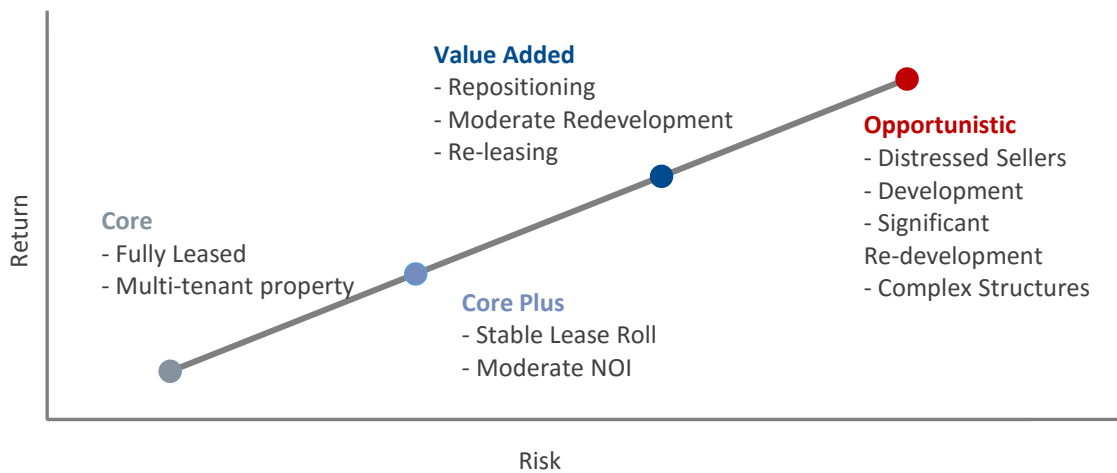 Value Added
- Repositioning
- Moderate Redevelopment
- Re-leasing
Opportunistic
- Distressed Sellers
- Development
- Significant
Re-development
- Complex Structures
Core
- Fully Leased
- Multi-tenant property
Core Plus
- Stable Lease Roll
- Moderate NOI
Return
Risk